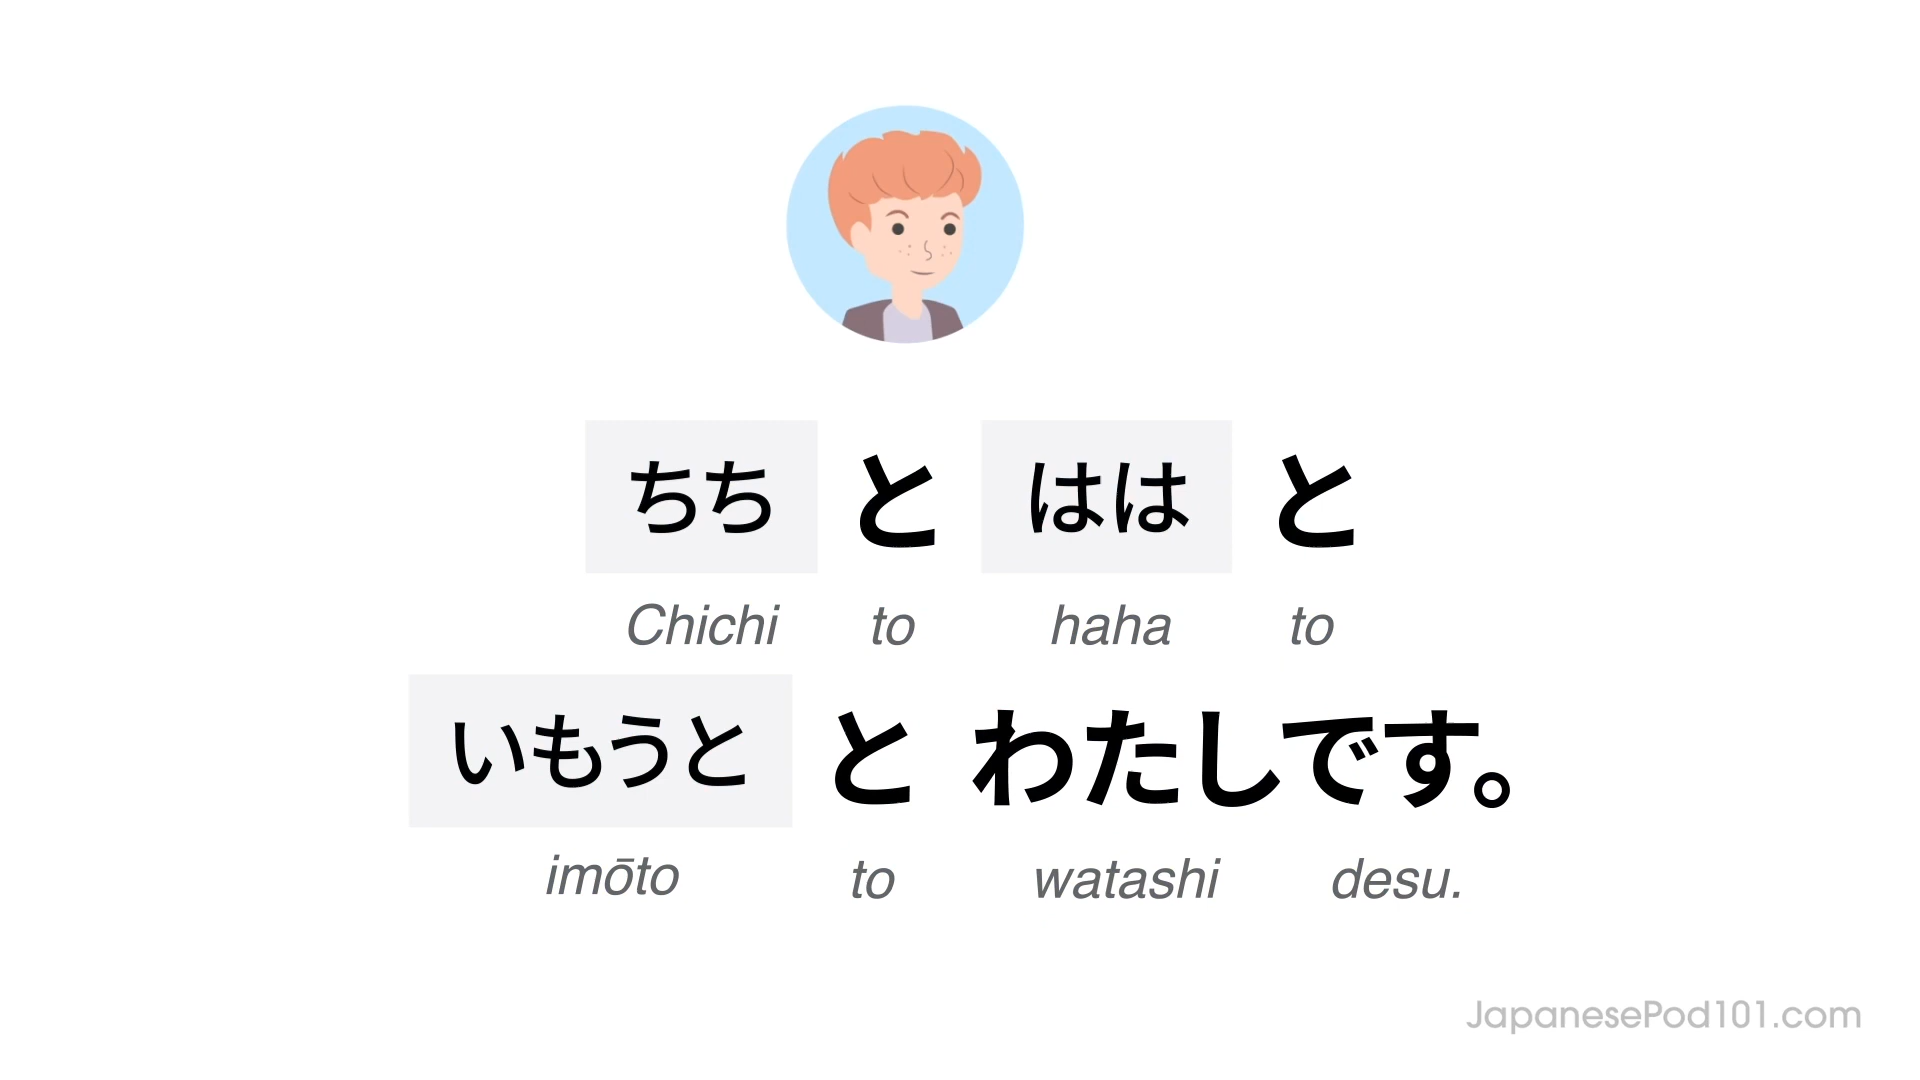 ちち と はは と
Chichi to haha to
いもうと と わたしです。
imōto to watashi desu.
JapanesePod101.com